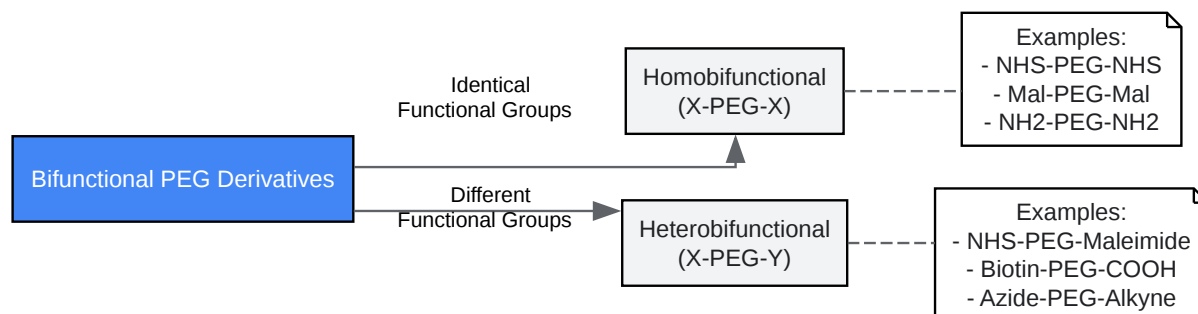 Bifunctional PEG Derivatives
Identical
Functional Groups
Homobifunctional
(X-PEG-X)
Examples:
- NHS-PEG-NHS
- Mal-PEG-Mal
- NH2-PEG-NH2
Different
Functional Groups
Heterobifunctional
(X-PEG-Y)
Examples:
- NHS-PEG-Maleimide
- Biotin-PEG-COOH
- Azide-PEG-Alkyne